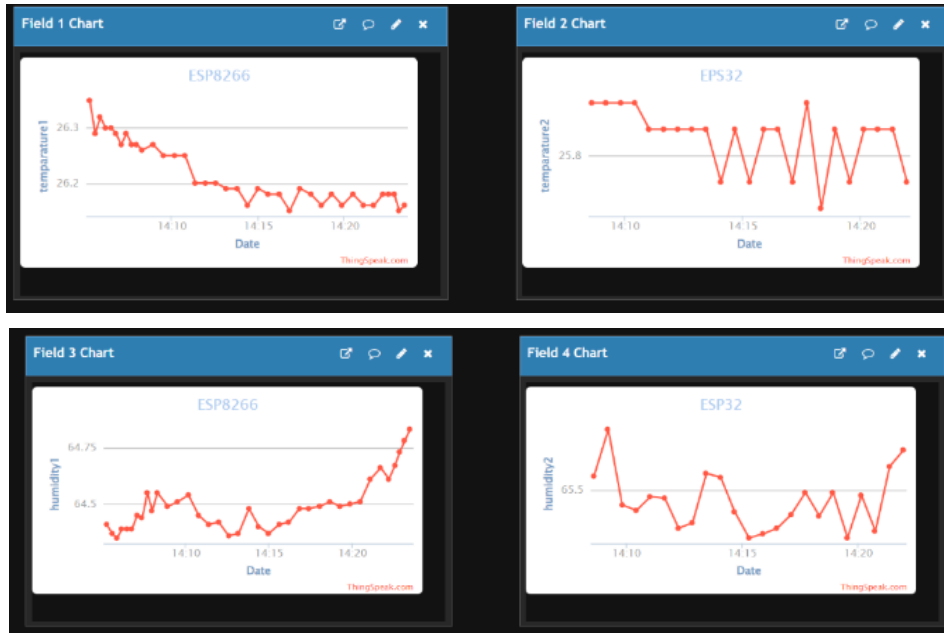 Field 1 Chart
ESP8266
temparature1
26.3
26.2
14:10 14:15 14:20
Date
ThingSpeak.com
Field 2 Chart
EPS32
temparature2
25.8
14:10 14:15 14:20
Date
ThingSpeak.com
Field 3 Chart
ESP8266
humidity1
64.75
64.5
14:10 14:15 14:20
Date
ThingSpeak.com
Field 4 Chart
ESP32
humidity2
65.5
14:10 14:15 14:20
Date
ThingSpeak.com